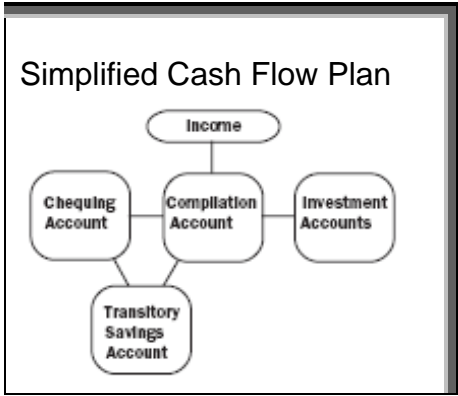 Simplified Cash Flow Plan
Income
Chequing
Account
Compilation
Account
Investment
Accounts
Transitory
Savings
Account